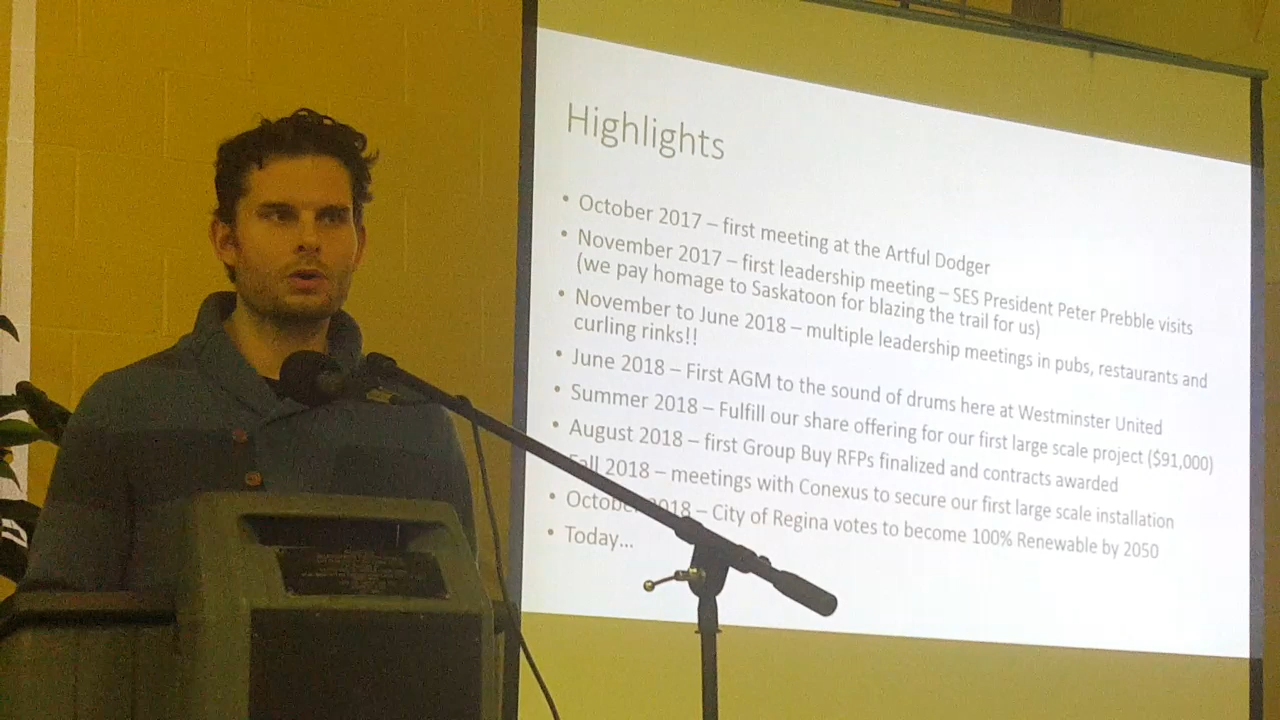 Highlights
• October 2017 – first meeting at the Artful Dodger
• November 2017 – first leadership meeting – SES President Peter Prebble visits
(we pay homage to Saskatoon for blazing the trail for us)
• November to June 2018 – multiple leadership meetings in pubs, restaurants and
curling rinks!!
• June 2018 – First AGM to the sound of drums here at Westminster United
• Summer 2018 – Fulfill our share offering for our first large scale project ($91,000)
• August 2018 – first Group Buy RFPs finalized and contracts awarded
Fall 2018 – meetings with Conexus to secure our first large scale installation
• October 2018 – City of Regina votes to become 100% Renewable by 2050
• Today...